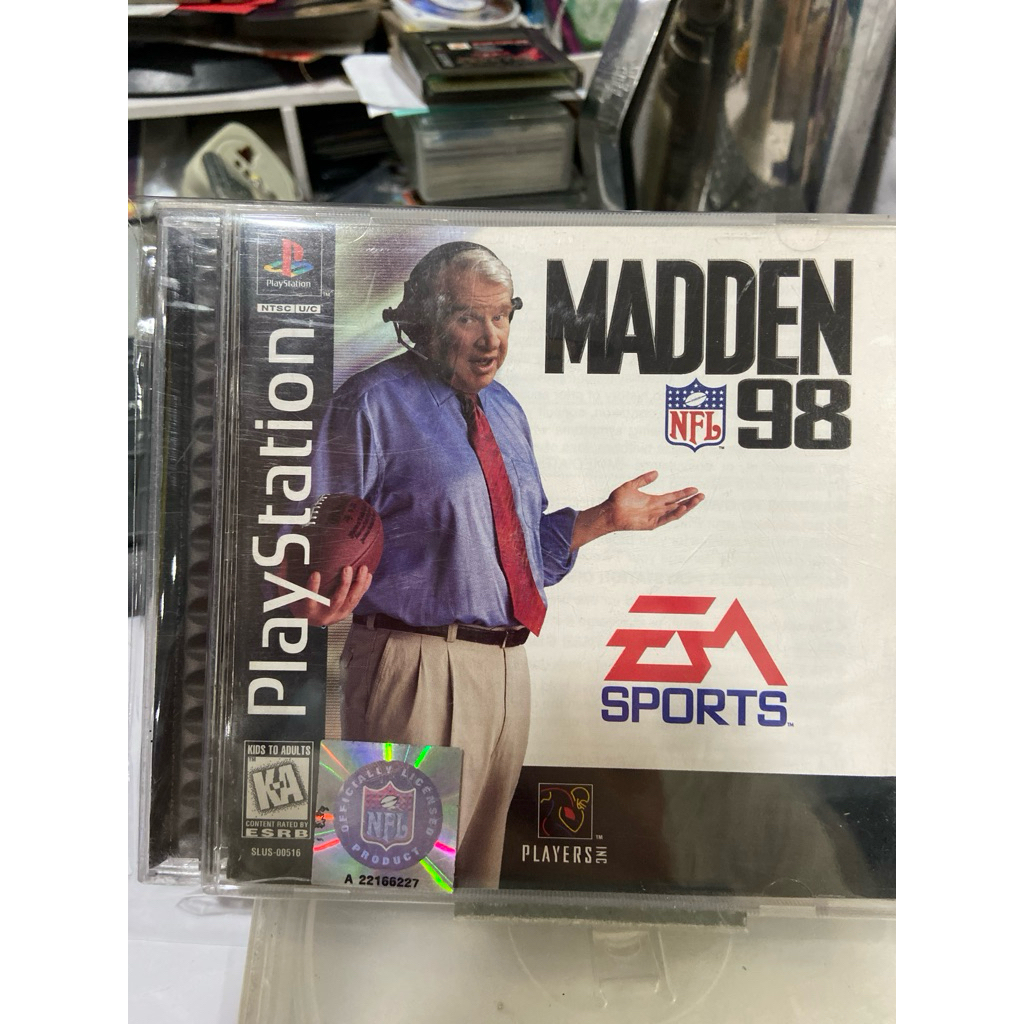 PlayStation
NTSC U/C
PlayStation
MADDEN
NFL 98
EA
SPORTS
KIDS TO ADULTS
K-A
CONTENT RATED BY
ESRB
SLUS-00516
OFFICIALLY LICENSED
NFL
PRODUCT
A 22166227
PLAYERS INC